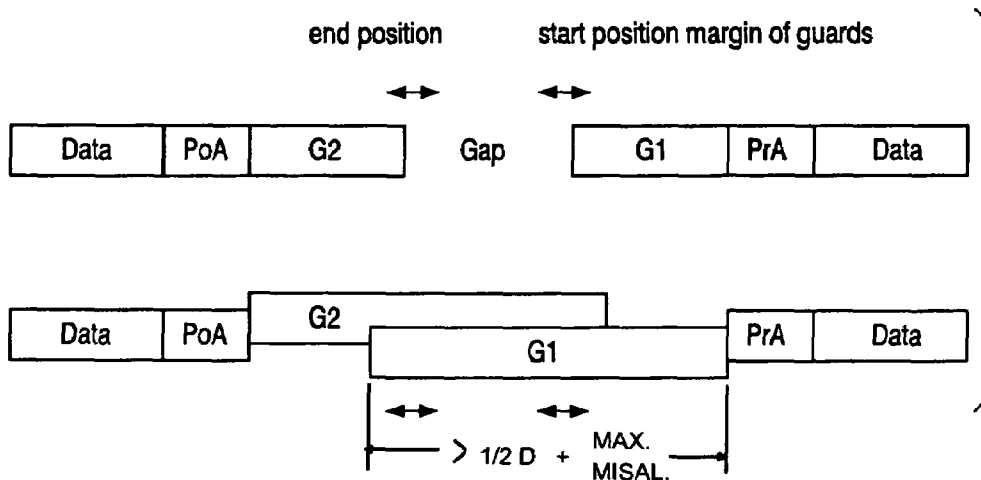 end position start position margin of guards
Data PoA G2 Gap G1 PrA Data
G2
Data PoA G1 PrA Data
> 1/2 D + MAX.
MISAL.